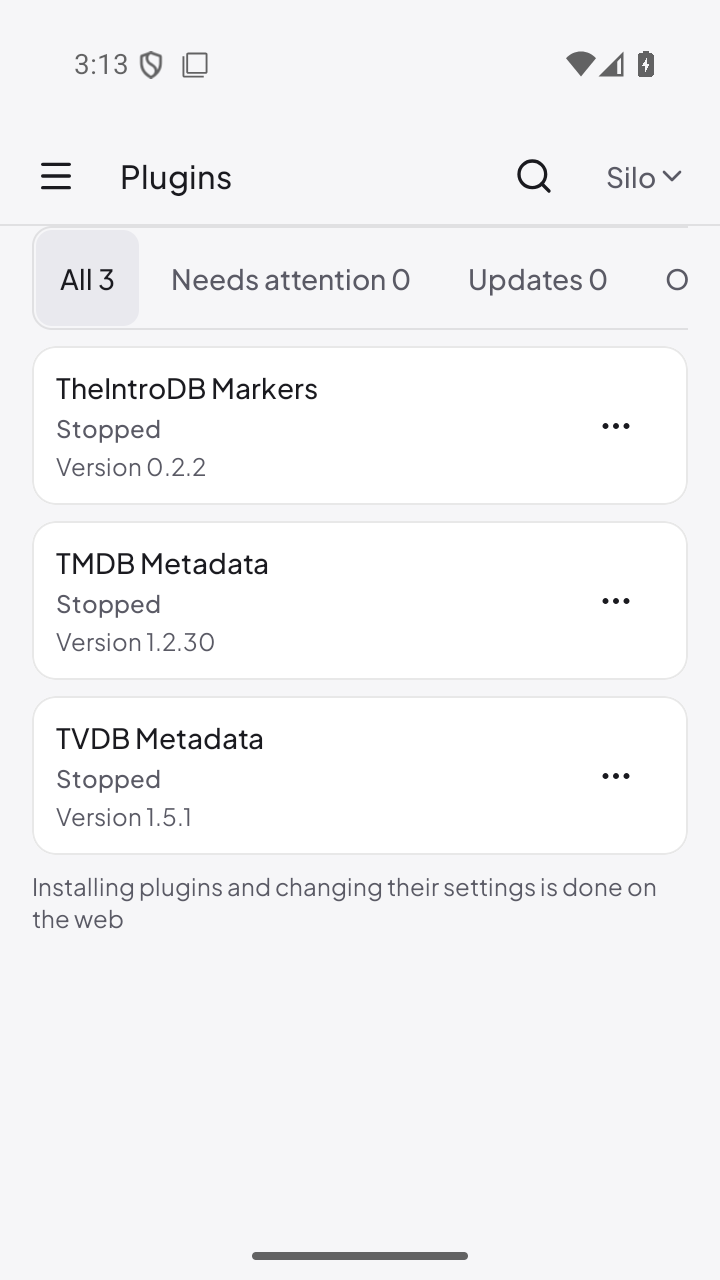 3:13
Plugins
Silo
All 3
Needs attention 0
Updates 0
TheIntroDB Markers
Stopped
Version 0.2.2
TMDB Metadata
Stopped
Version 1.2.30
TVDB Metadata
Stopped
Version 1.5.1
Installing plugins and changing their settings is done on
the web